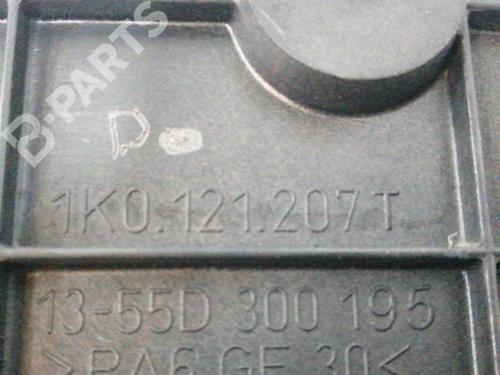 B-PARTS
D.
1K0.121.207 T
13-55D 300 195
>PA6 GF 30<